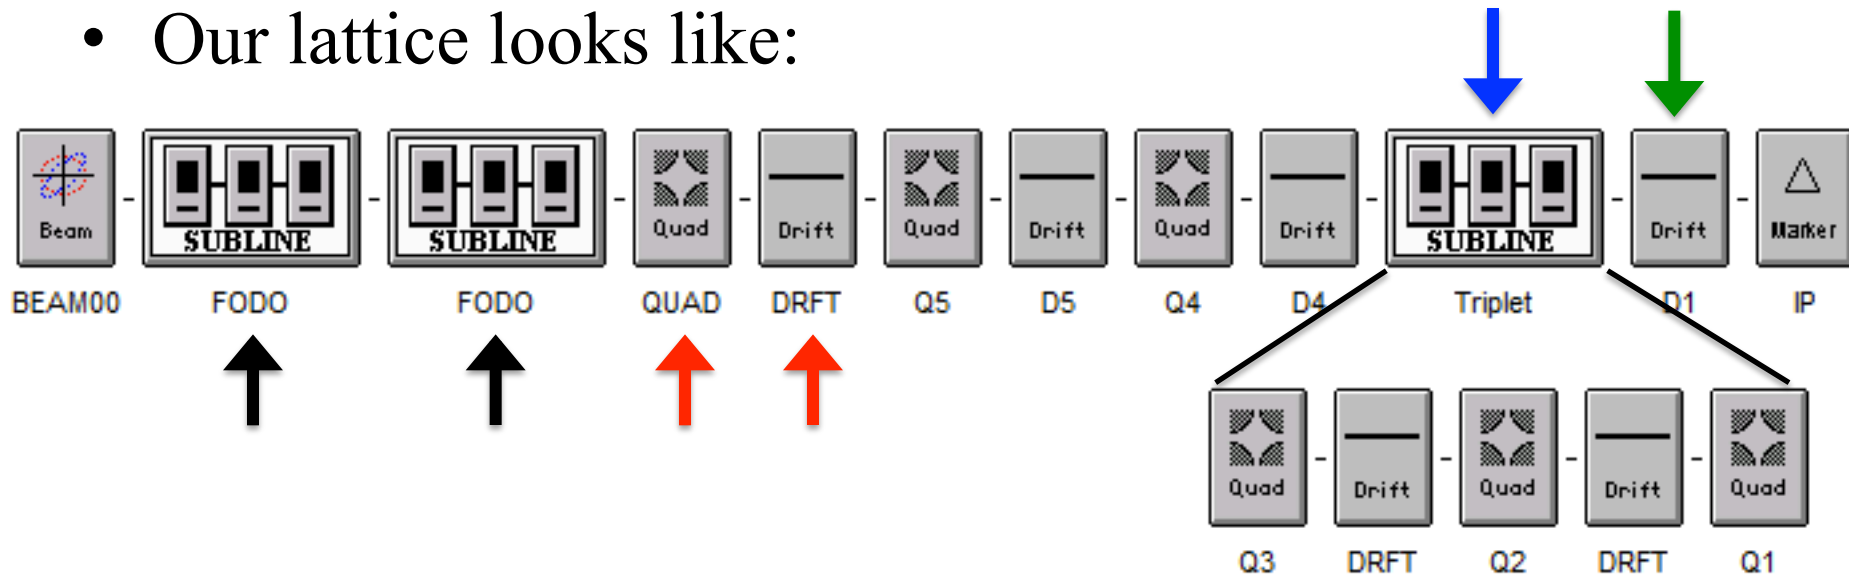 • Our lattice looks like:
Beam SUBLINE SUBLINE Quad Drift Quad Drift Quad Drift SUBLINE Drift Marker
BEAM00 FODO FODO QUAD DRFT Q5 D5 Q4 D4 Triplet D1 IP
Quad Drift Quad Drift Quad
Q3 DRFT Q2 DRFT Q1